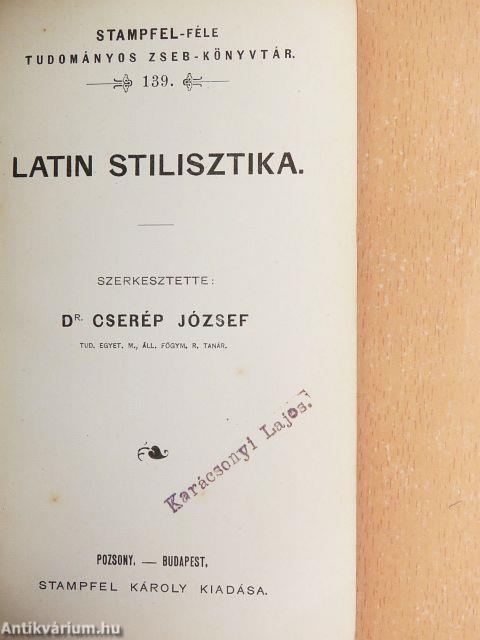 STAMPFEL-FÉLE
TUDOMÁNYOS ZSEB-KÖNYVTÁR.
139.
LATIN STILISZTIKA.
SZERKESZTETTE:
DR. CSERÉP JÓZSEF
TUD. EGYET. M., ÁLL. FŐGYM. R. TANÁR.
Karácsonyi Lajos.
POZSONY, — BUDAPEST,
STAMPFEL KÁROLY KIADÁSA.
Antikvárium.hu